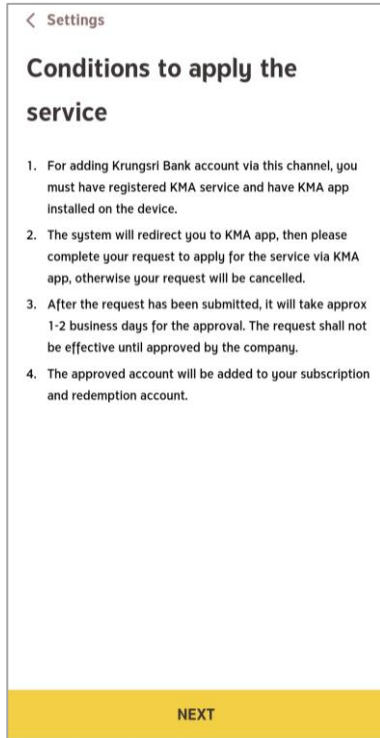 < Settings
Conditions to apply the
service
1. For adding Krungsri Bank account via this channel, you
must have registered KMA service and have KMA app
installed on the device.
2. The system will redirect you to KMA app, then please
complete your request to apply for the service via KMA
app, otherwise your request will be cancelled.
3. After the request has been submitted, it will take approx
1-2 business days for the approval. The request shall not
be effective until approved by the company.
4. The approved account will be added to your subscription
and redemption account.
NEXT